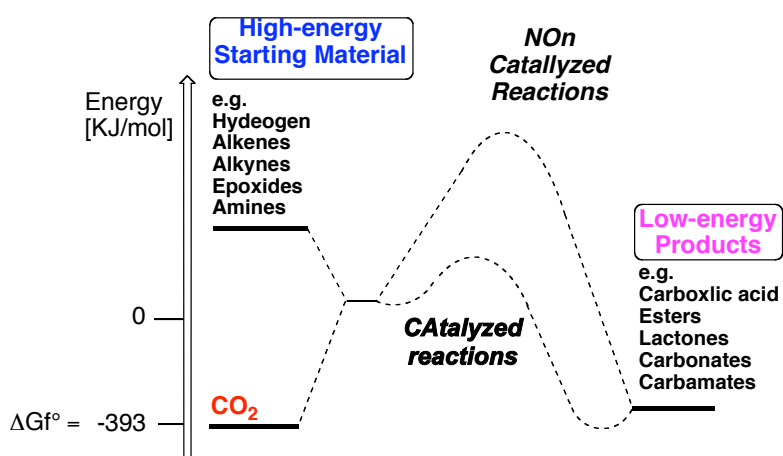 High-energy
Starting Material
NOn
Catallyzed
Reactions
Energy
[KJ/mol]
e.g.
Hydeogen
Alkenes
Alkynes
Epoxides
Amines
Low-energy
Products
e.g.
Carboxlic acid
Esters
Lactones
Carbonates
Carbamates
0
CAtalyzed
reactions
CO₂
ΔGf° = -393